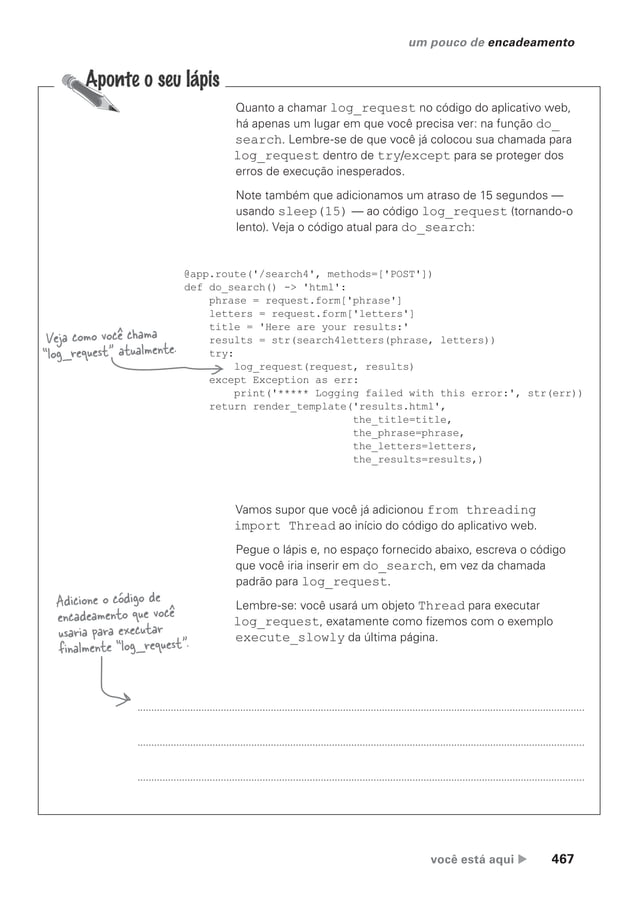 um pouco de encadeamento
Aponte o seu lápis
Quanto a chamar log_request no código do aplicativo web,
há apenas um lugar em que você precisa ver: na função do_
search. Lembre-se de que você já colocou sua chamada para
log_request dentro de try/except para se proteger dos
erros de execução inesperados.
Note também que adicionamos um atraso de 15 segundos —
usando sleep(15) — ao código log_request (tornando-o
lento). Veja o código atual para do_search:
@app.route('/search4', methods=['POST'])
def do_search() -> 'html':
    phrase = request.form['phrase']
    letters = request.form['letters']
    title = 'Here are your results:'
    results = str(search4letters(phrase, letters))
    try:
        log_request(request, results)
    except Exception as err:
        print('***** Logging failed with this error:', str(err))
    return render_template('results.html',
                           the_title=title,
                           the_phrase=phrase,
                           the_letters=letters,
                           the_results=results,)
Veja como você chama
"log_request" atualmente.
Vamos supor que você já adicionou from threading
import Thread ao início do código do aplicativo web.
Pegue o lápis e, no espaço fornecido abaixo, escreva o código
que você iria inserir em do_search, em vez da chamada
padrão para log_request.
Lembre-se: você usará um objeto Thread para executar
log_request, exatamente como fizemos com o exemplo
execute_slowly da última página.
Adicione o código de
encadeamento que você
usaria para executar
finalmente "log_request".
você está aqui ▶ 467